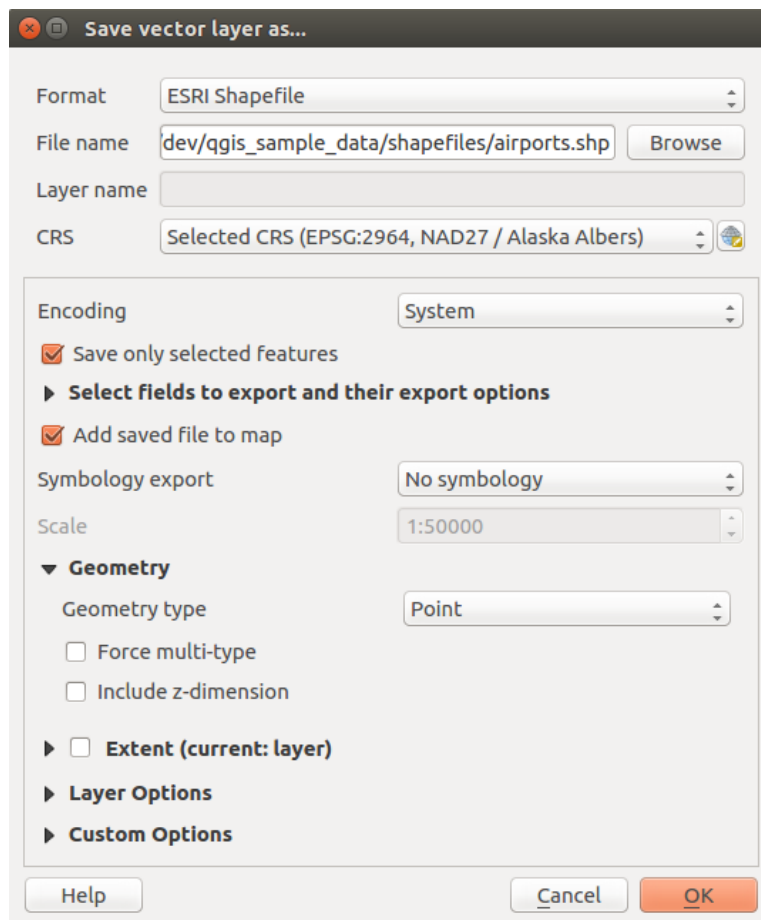 Save vector layer as...
Format ESRI Shapefile
File name dev/qgis_sample_data/shapefiles/airports.shp Browse
Layer name
CRS Selected CRS (EPSG:2964, NAD27 / Alaska Albers)
Encoding System
Save only selected features
Select fields to export and their export options
Add saved file to map
Symbology export No symbology
Scale 1:50000
Geometry
Geometry type Point
Force multi-type
Include z-dimension
Extent (current: layer)
Layer Options
Custom Options
Help Cancel OK